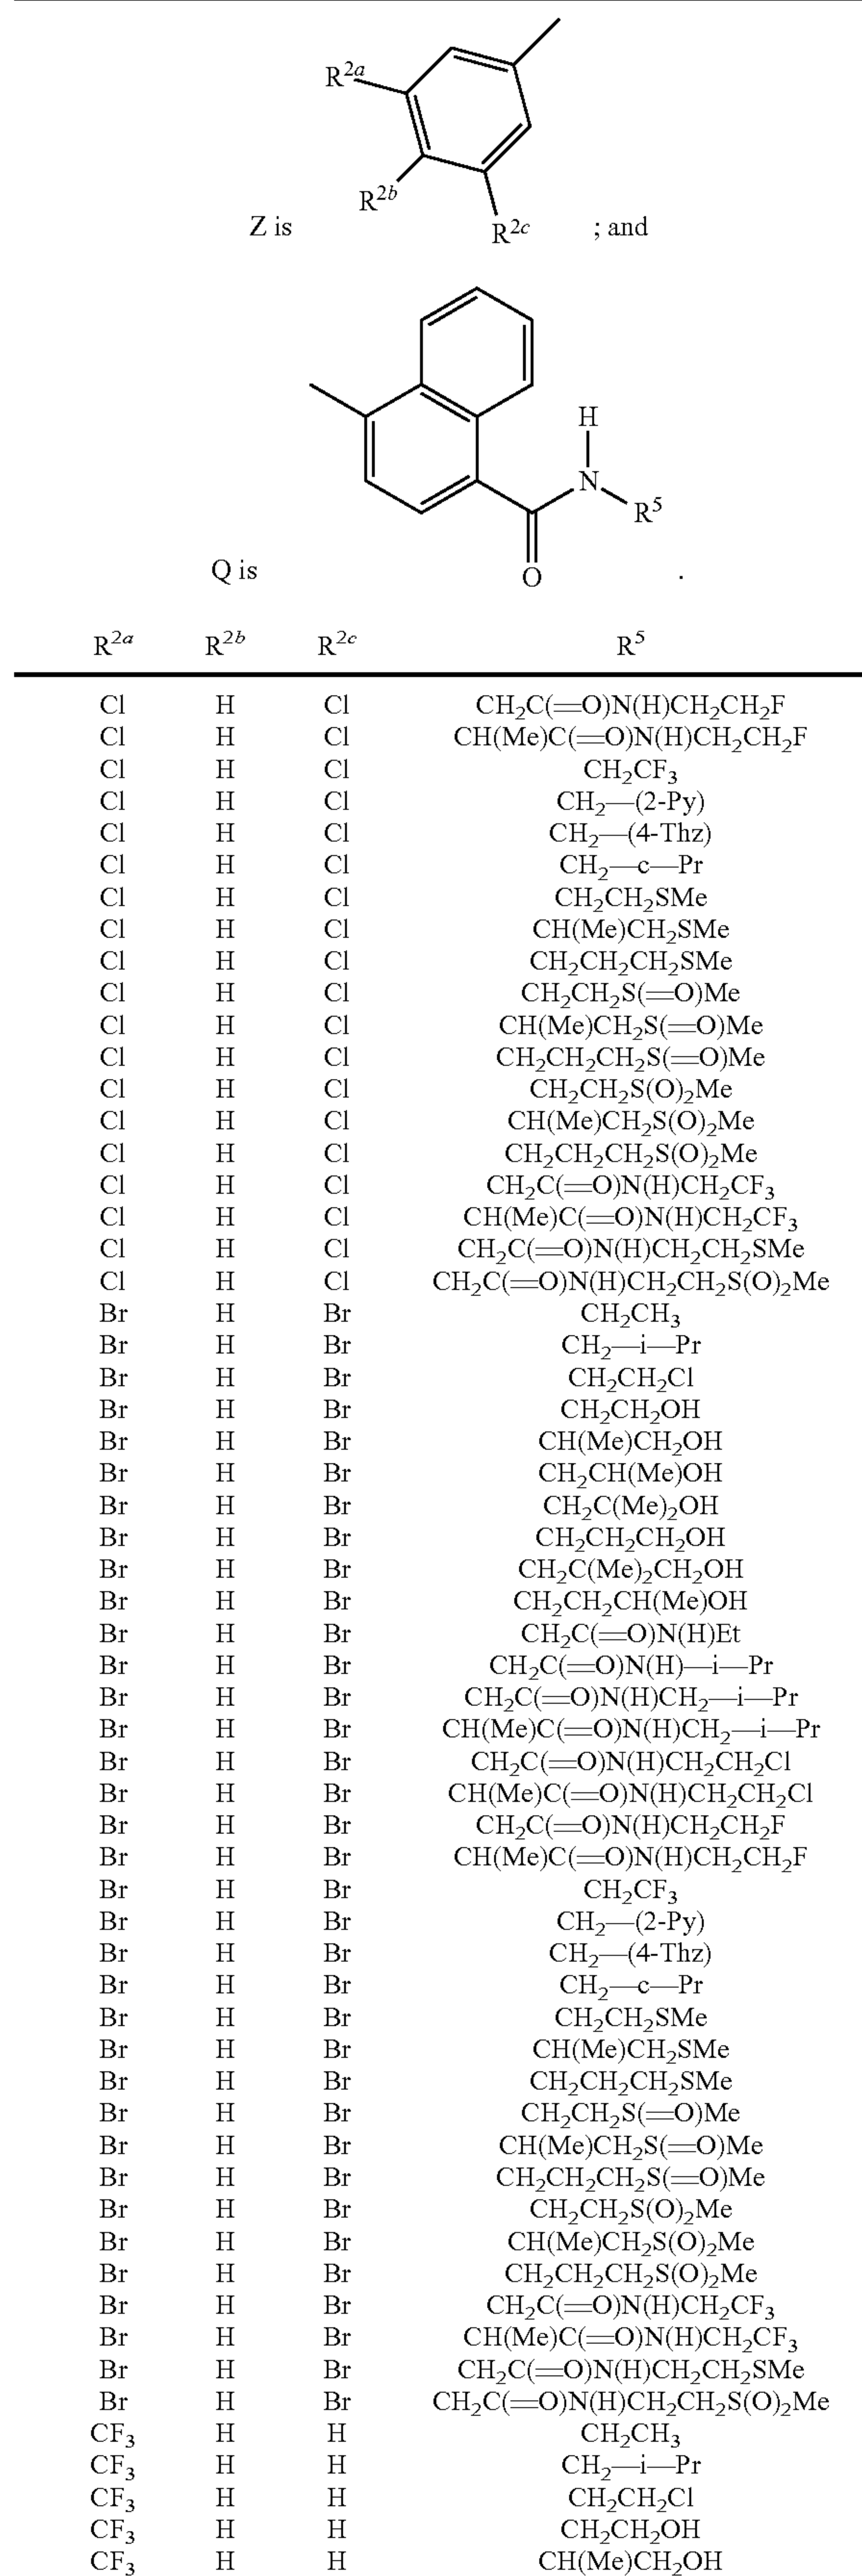 R2a
R2b
Z is
R2c
; and
H
N
R5
O
Q is
.
R2a R2b R2c R5
Cl H Cl CH2C(=O)N(H)CH2CH2F
Cl H Cl CH(Me)C(=O)N(H)CH2CH2F
Cl H Cl CH2CF3
Cl H Cl CH2—(2-Py)
Cl H Cl CH2—(4-Thz)
Cl H Cl CH2—c—Pr
Cl H Cl CH2CH2SMe
Cl H Cl CH(Me)CH2SMe
Cl H Cl CH2CH2CH2SMe
Cl H Cl CH2CH2S(=O)Me
Cl H Cl CH(Me)CH2S(=O)Me
Cl H Cl CH2CH2CH2S(=O)Me
Cl H Cl CH2CH2S(O)2Me
Cl H Cl CH(Me)CH2S(O)2Me
Cl H Cl CH2CH2CH2S(O)2Me
Cl H Cl CH2C(=O)N(H)CH2CF3
Cl H Cl CH(Me)C(=O)N(H)CH2CF3
Cl H Cl CH2C(=O)N(H)CH2CH2SMe
Cl H Cl CH2C(=O)N(H)CH2CH2S(O)2Me
Br H Br CH2CH3
Br H Br CH2—i—Pr
Br H Br CH2CH2Cl
Br H Br CH2CH2OH
Br H Br CH(Me)CH2OH
Br H Br CH2CH(Me)OH
Br H Br CH2C(Me)2OH
Br H Br CH2CH2CH2OH
Br H Br CH2C(Me)2CH2OH
Br H Br CH2CH2CH(Me)OH
Br H Br CH2C(=O)N(H)Et
Br H Br CH2C(=O)N(H)—i—Pr
Br H Br CH2C(=O)N(H)CH2—i—Pr
Br H Br CH(Me)C(=O)N(H)CH2—i—Pr
Br H Br CH2C(=O)N(H)CH2CH2Cl
Br H Br CH(Me)C(=O)N(H)CH2CH2Cl
Br H Br CH2C(=O)N(H)CH2CH2F
Br H Br CH(Me)C(=O)N(H)CH2CH2F
Br H Br CH2CF3
Br H Br CH2—(2-Py)
Br H Br CH2—(4-Thz)
Br H Br CH2—c—Pr
Br H Br CH2CH2SMe
Br H Br CH(Me)CH2SMe
Br H Br CH2CH2CH2SMe
Br H Br CH2CH2S(=O)Me
Br H Br CH(Me)CH2S(=O)Me
Br H Br CH2CH2CH2S(=O)Me
Br H Br CH2CH2S(O)2Me
Br H Br CH(Me)CH2S(O)2Me
Br H Br CH2CH2CH2S(O)2Me
Br H Br CH2C(=O)N(H)CH2CF3
Br H Br CH(Me)C(=O)N(H)CH2CF3
Br H Br CH2C(=O)N(H)CH2CH2SMe
Br H Br CH2C(=O)N(H)CH2CH2S(O)2Me
CF3 H H CH2CH3
CF3 H H CH2—i—Pr
CF3 H H CH2CH2Cl
CF3 H H CH2CH2OH
CF3 H H CH(Me)CH2OH